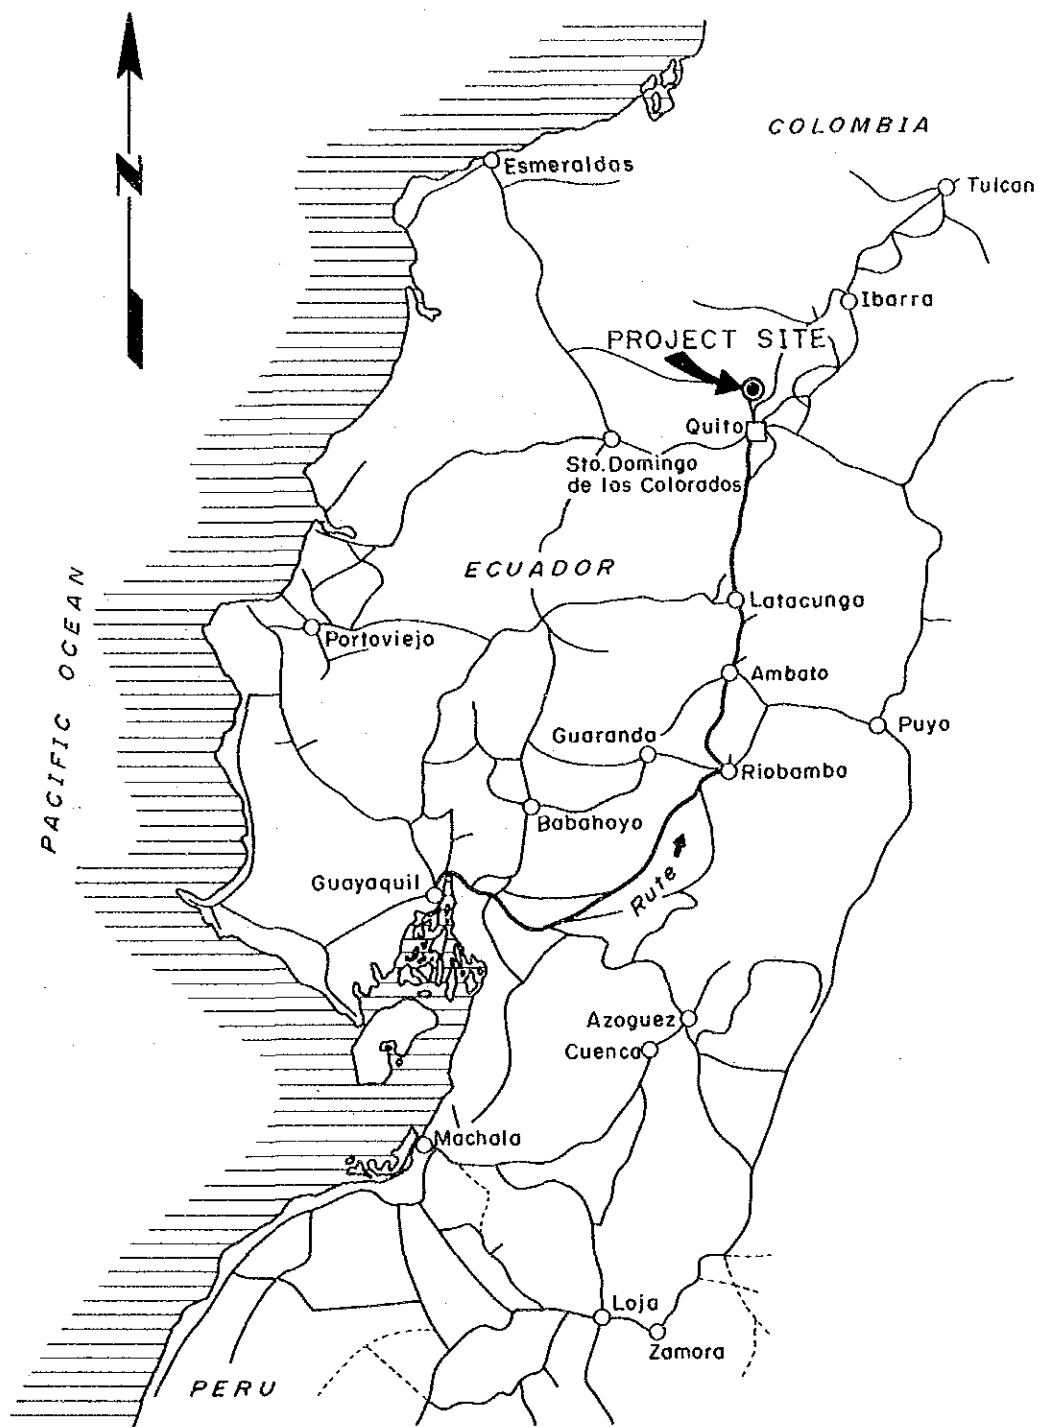 N
COLOMBIA
Esmeraldas
Tulcan
Ibarra
PROJECT SITE
Quito
Sto. Domingo
de los Colorados
ECUADOR
Latacunga
PACIFIC OCEAN
Portoviejo
Ambato
Puyo
Guaranda
Riobamba
Babahoyo
Guayaquil
Rute
Azoguez
Cuenca
Machala
Loja
Zamora
PERU